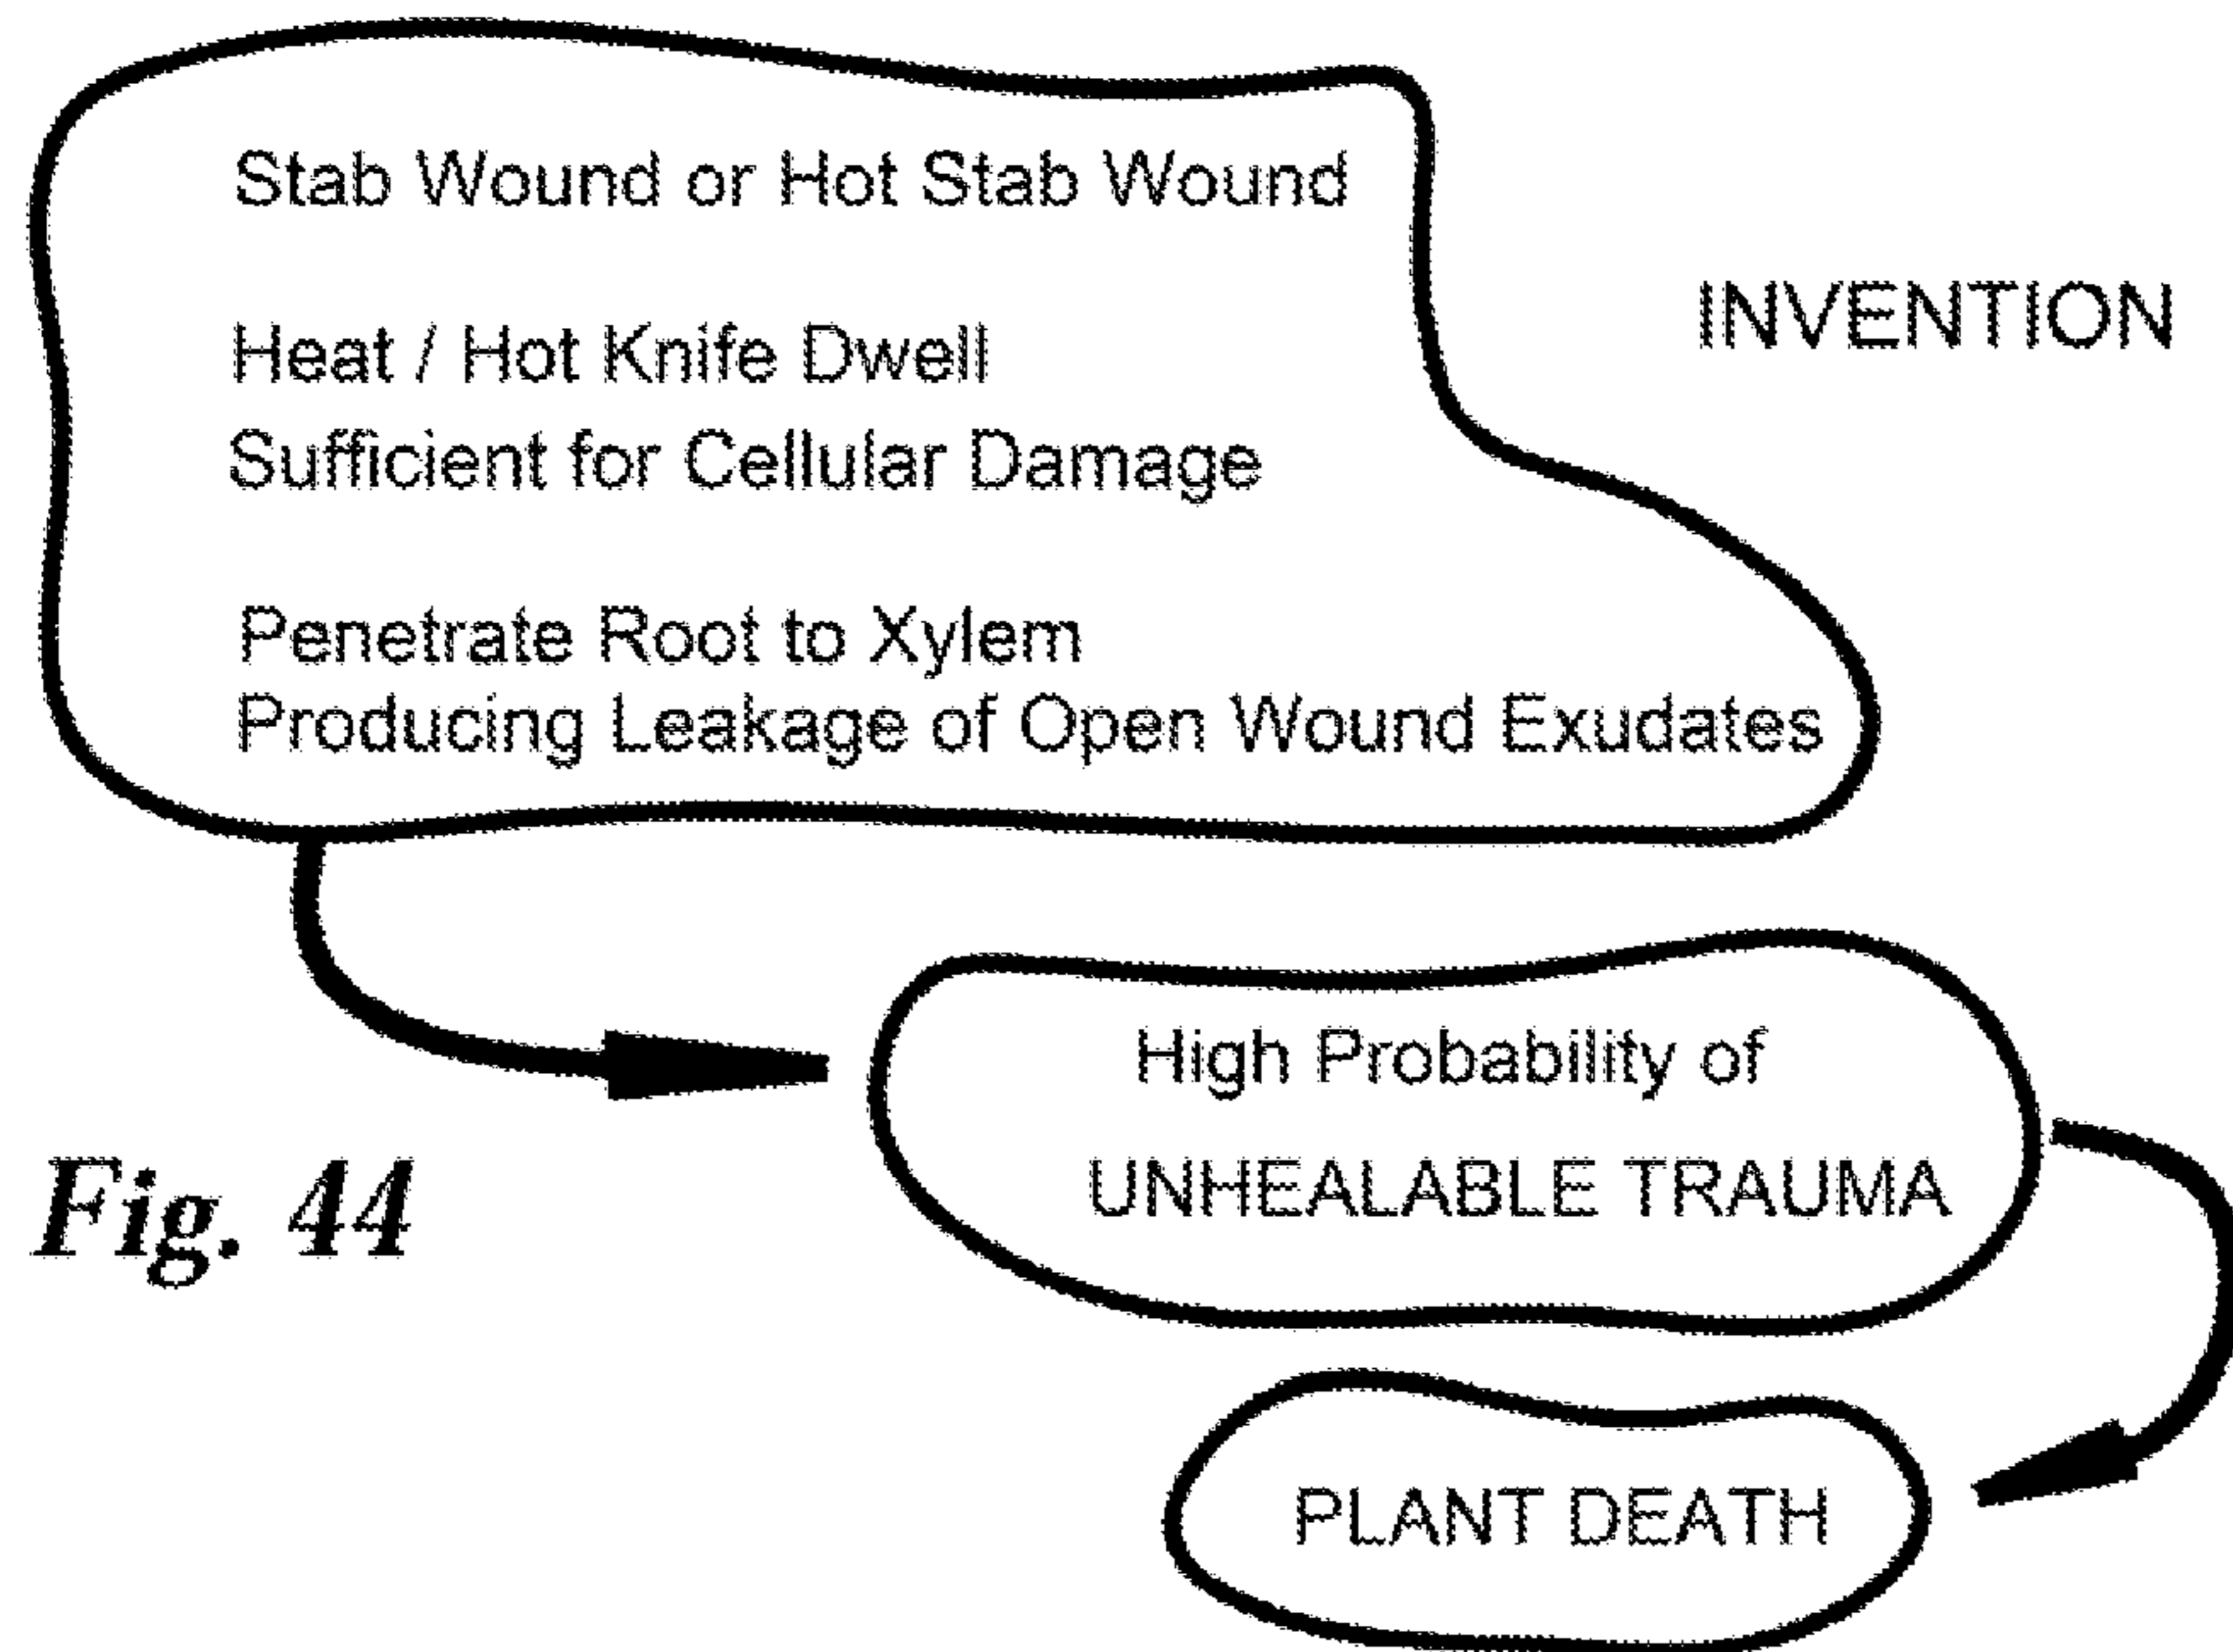 Stab Wound or Hot Stab Wound
INVENTION
Heat / Hot Knife Dwell
Sufficient for Cellular Damage
Penetrate Root to Xylem
Producing Leakage of Open Wound Exudates
High Probability of
UNHEALABLE TRAUMA
Fig. 44
PLANT DEATH